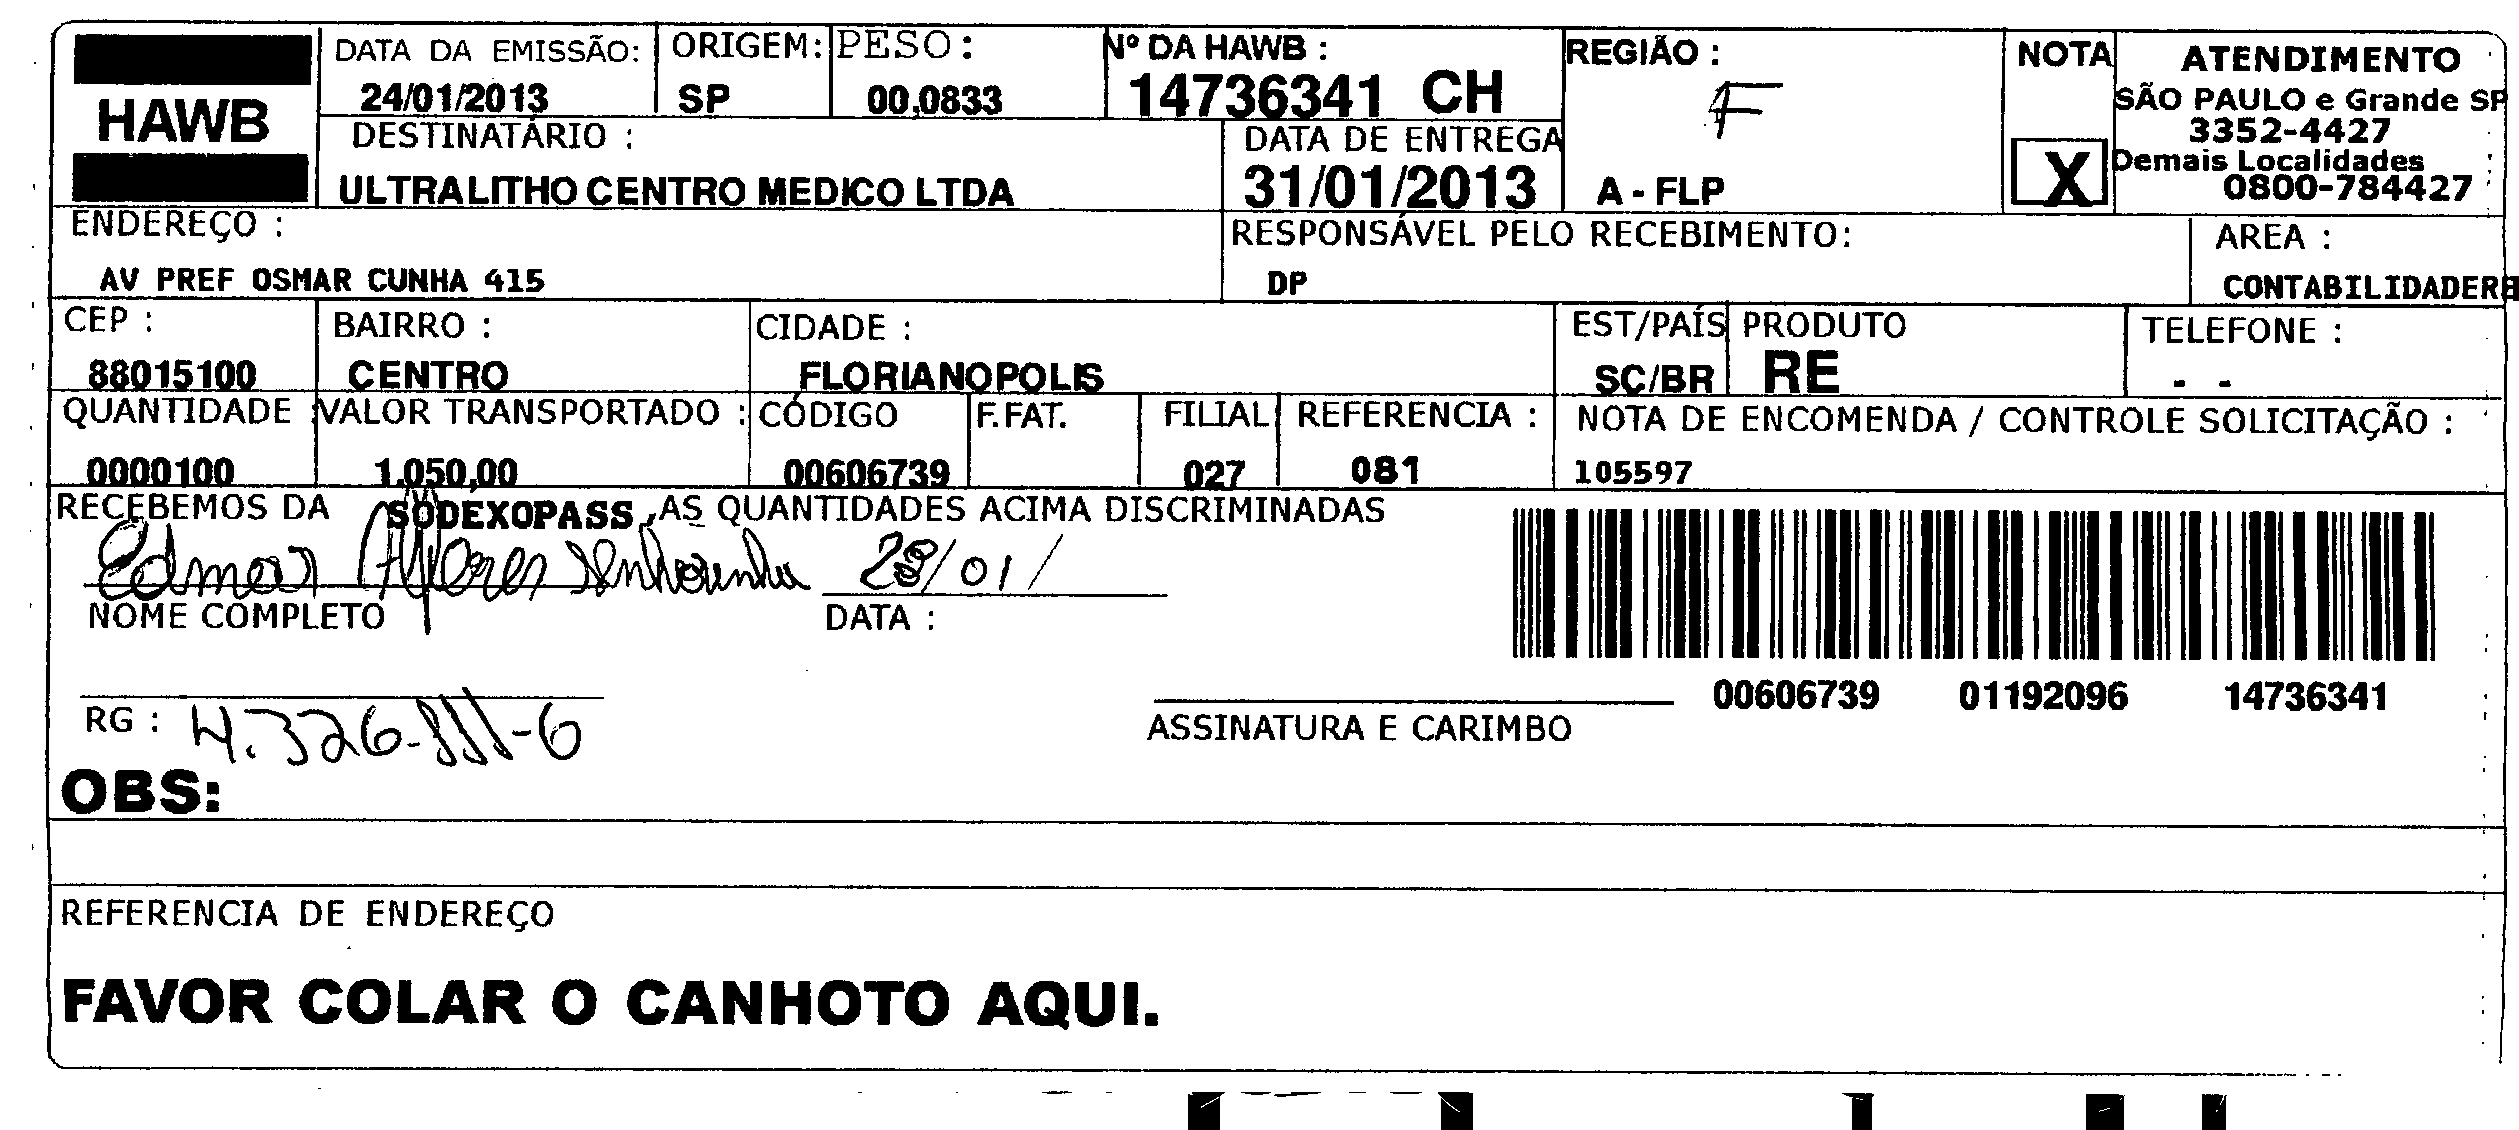 HAWB
DATA DA EMISSÃO: 24/01/2013
ORIGEM: SP
PESO: 00,0833
Nº DA HAWB : 14736341 CH
REGIÃO : F
A - FLP
NOTA X
ATENDIMENTO
SÃO PAULO e Grande SP
3352-4427
Demais Localidades
0800-784427
DESTINATÁRIO :
ULTRALITHO CENTRO MEDICO LTDA
DATA DE ENTREGA
31/01/2013
ENDEREÇO :
AV PREF OSMAR CUNHA 415
RESPONSÁVEL PELO RECEBIMENTO:
DP
AREA :
CONTABILIDADERH
CEP :
88015100
BAIRRO :
CENTRO
CIDADE :
FLORIANOPOLIS
EST/PAÍS
SC/BR
PRODUTO
RE
TELEFONE :
- -
QUANTIDADE
0000100
VALOR TRANSPORTADO :
1.050,00
CÓDIGO
00606739
F.FAT.
FILIAL
027
REFERENCIA :
081
NOTA DE ENCOMENDA / CONTROLE SOLICITAÇÃO :
105597
RECEBEMOS DA SODEXOPASS ,AS QUANTIDADES ACIMA DISCRIMINADAS
Edmar
NOME COMPLETO
/01/
DATA :
RG : 4.326
ASSINATURA E CARIMBO
00606739 01192096 14736341
OBS:
REFERENCIA DE ENDEREÇO
FAVOR COLAR O CANHOTO AQUI.